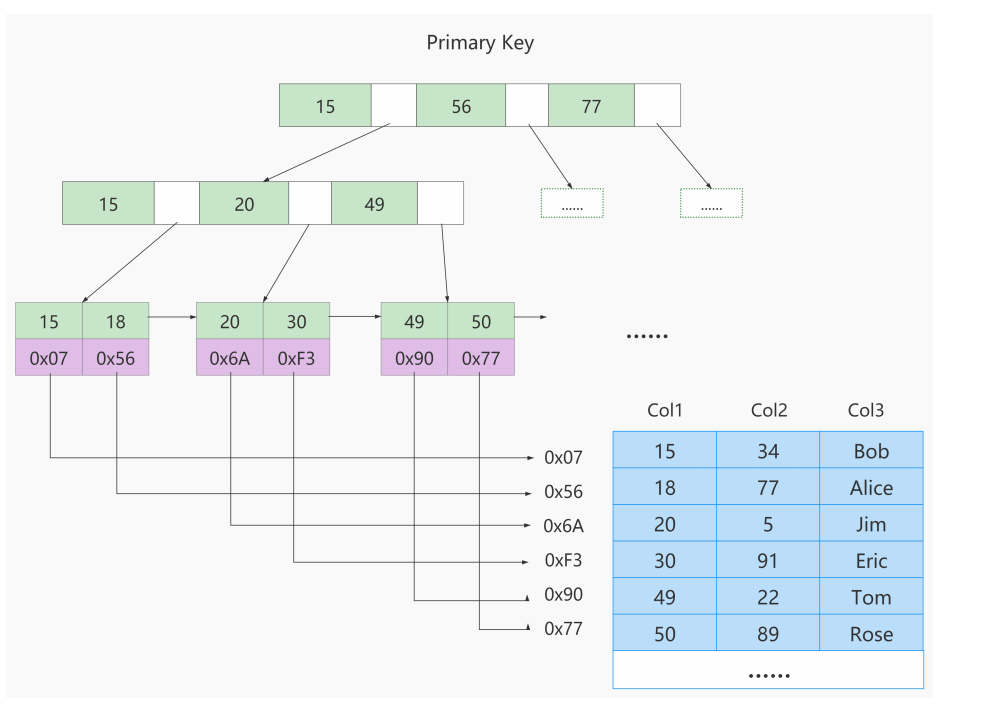 Primary Key
15 56 77
15 20 49
...... ......
15 18 20 30 49 50
......
0x07 0x56 0x6A 0xF3 0x90 0x77
Col1 Col2 Col3
0x07 15 34 Bob
0x56 18 77 Alice
0x6A 20 5 Jim
0xF3 30 91 Eric
0x90 49 22 Tom
0x77 50 89 Rose
......